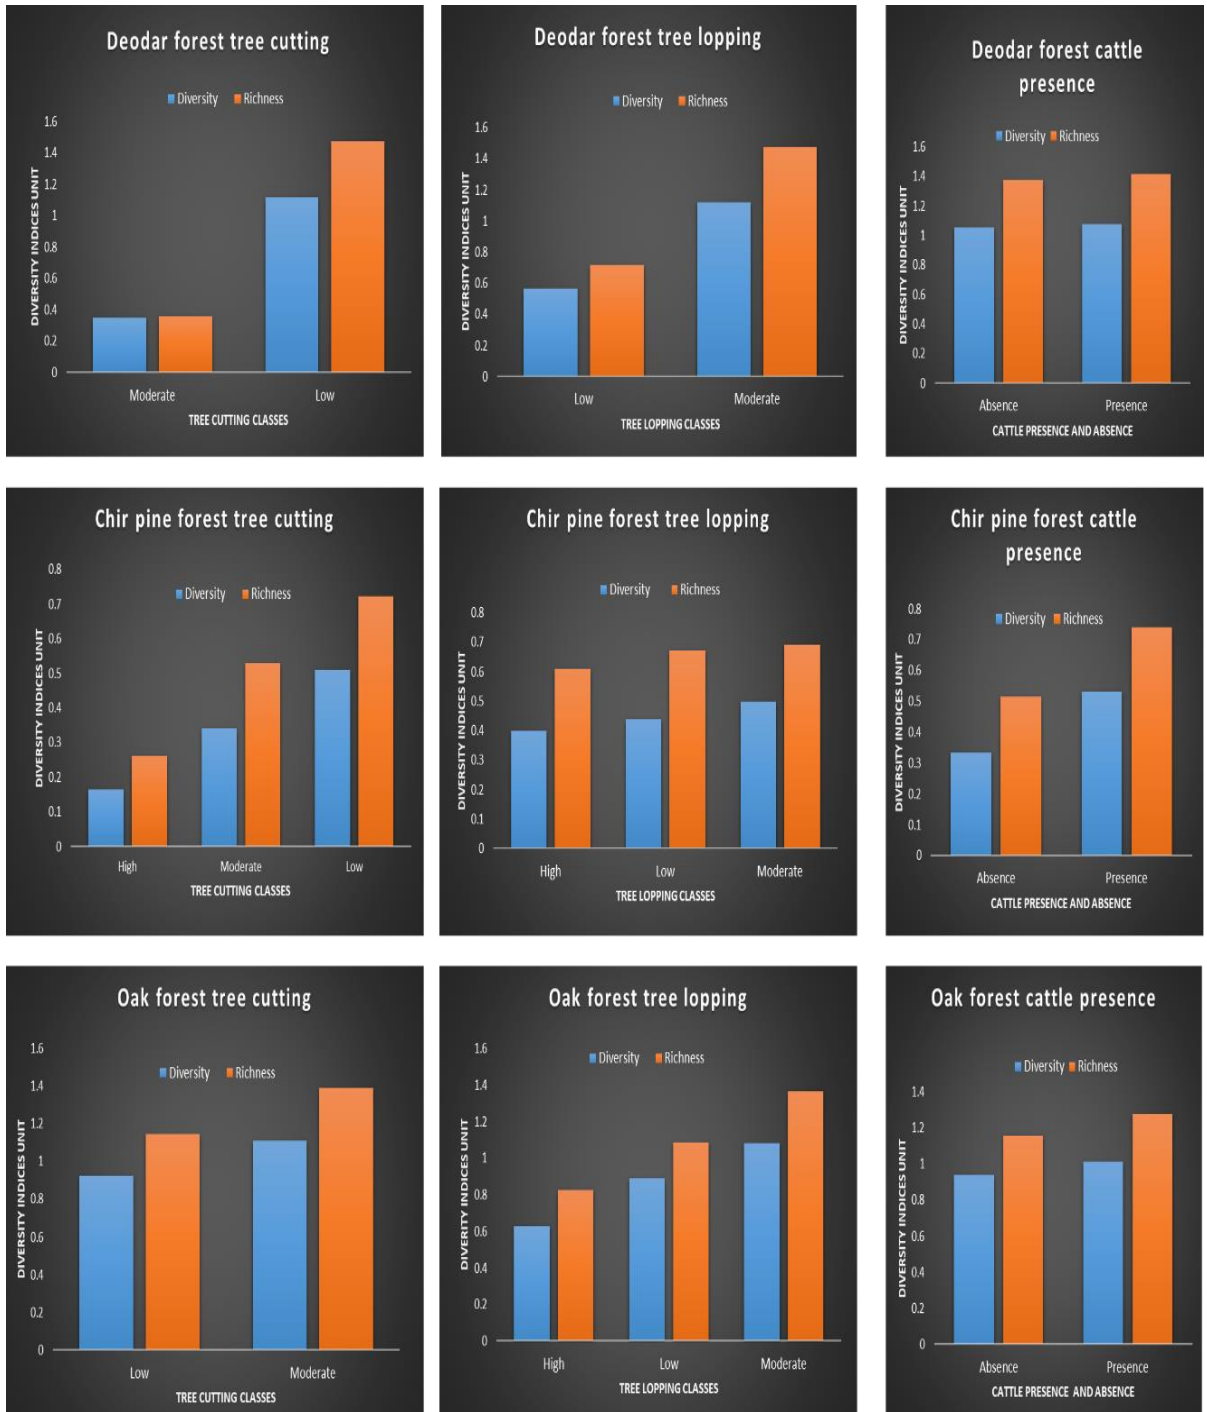 Deodar forest tree cutting
Diversity Richness
1.6
1.4
1.2
1
0.8
0.6
0.4
0.2
0
DIVERSITY INDICES UNIT
Moderate Low
TREE CUTTING CLASSES
Deodar forest tree lopping
Diversity Richness
1.6
1.4
1.2
1
0.8
0.6
0.4
0.2
0
DIVERSITY INDICES UNIT
Low Moderate
TREE LOPPING CLASSES
Deodar forest cattle
presence
Diversity Richness
1.6
1.4
1.2
1
0.8
0.6
0.4
0.2
0
DIVERSITY INDICES UNIT
Absence Presence
CATTLE PRESENCE AND ABSENCE
Chir pine forest tree cutting
Diversity Richness
0.8
0.7
0.6
0.5
0.4
0.3
0.2
0.1
0
DIVERSITY INDICES UNIT
High Moderate Low
TREE CUTTING CLASSES
Chir pine forest tree lopping
Diversity Richness
0.8
0.7
0.6
0.5
0.4
0.3
0.2
0.1
0
DIVERSITY INDICES UNIT
High Low Moderate
TREE LOPPING CLASSES
Chir pine forest cattle
presence
Diversity Richness
0.8
0.7
0.6
0.5
0.4
0.3
0.2
0.1
0
DIVERSITY INDICES UNIT
Absence Presence
CATTLE PRESENCE AND ABSENCE
Oak forest tree cutting
Diversity Richness
1.6
1.4
1.2
1
0.8
0.6
0.4
0.2
0
DIVERSITY INDICES UNIT
Low Moderate
TREE CUTTING CLASSES
Oak forest tree lopping
Diversity Richness
1.6
1.4
1.2
1
0.8
0.6
0.4
0.2
0
DIVERITY INDICES UNIT
High Low Moderate
TREE LOPPING CLASSES
Oak forest cattle presence
Diversity Richness
1.4
1.2
1
0.8
0.6
0.4
0.2
0
DIVERSITY INDICES UNIT
Absence Presence
CATTLE PRESENCE AND ABSENCE